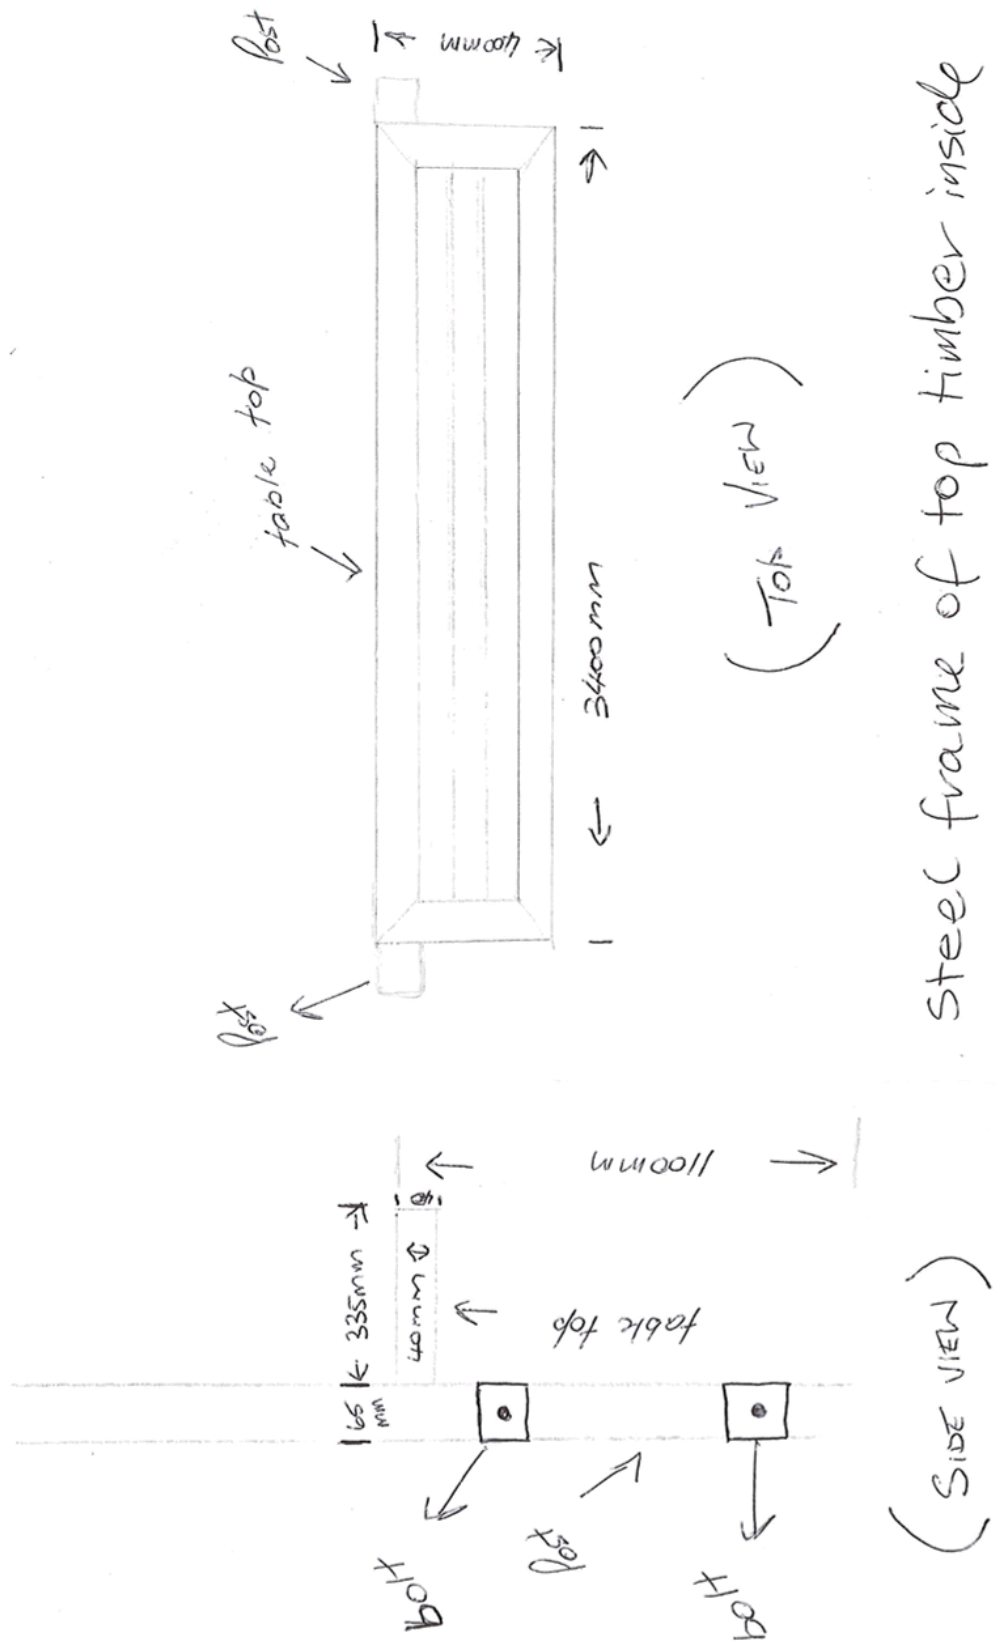 Post
400mm
table top
3400mm
Post
(TOP VIEW)
Steel frame of top timber inside
335mm
65
mm
40
40mm
1100mm
table top
bolt
Post
bolt
(SIDE VIEW)